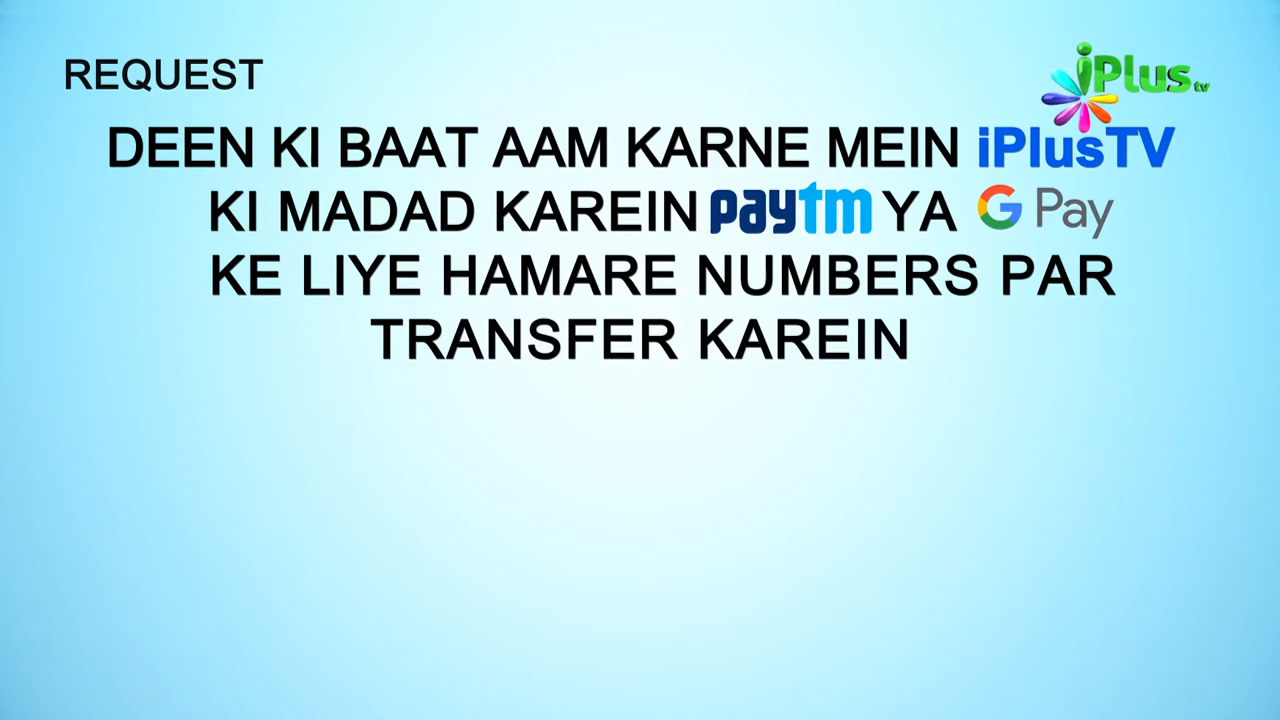 REQUEST
iPlus tv
DEEN KI BAAT AAM KARNE MEIN iPlusTV
KI MADAD KAREIN paytm YA G Pay
KE LIYE HAMARE NUMBERS PAR
TRANSFER KAREIN